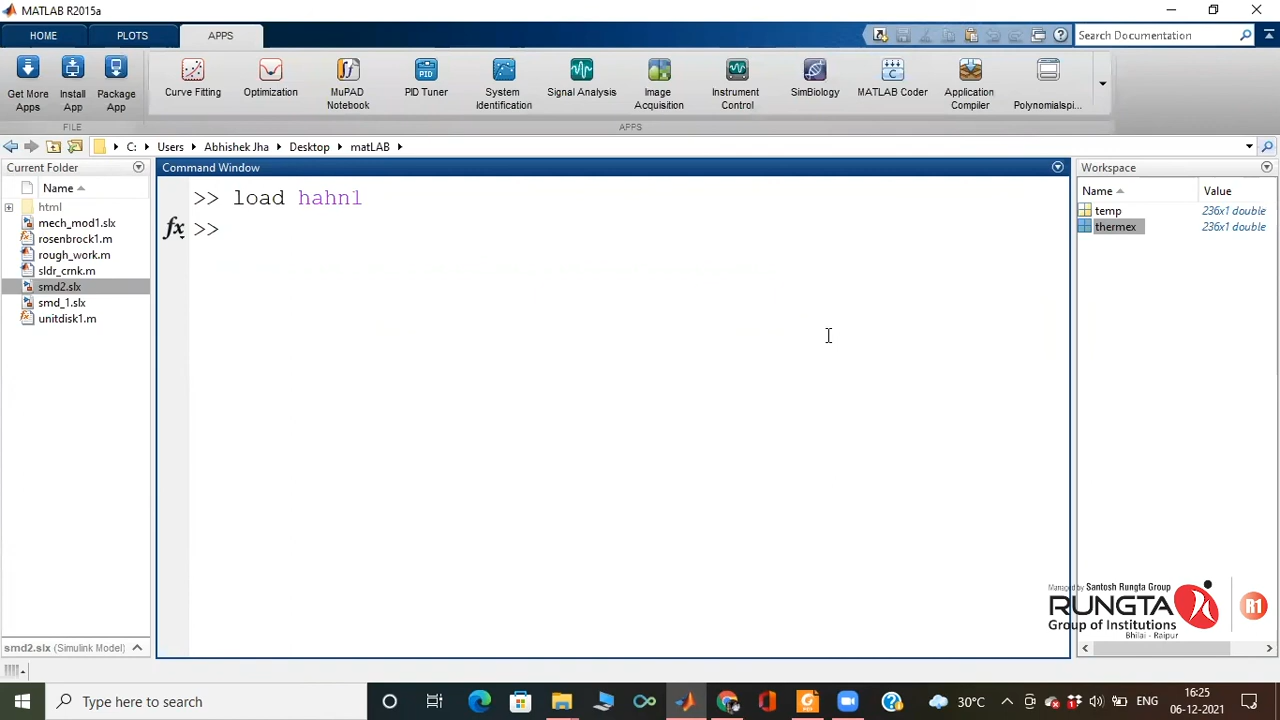 MATLAB R2015a
HOME
PLOTS
APPS
Search Documentation
Get More Apps
Install App
Package App
Curve Fitting
Optimization
MuPAD Notebook
PID
PID Tuner
System Identification
Signal Analysis
Image Acquisition
Instrument Control
SimBiology
C
MATLAB Coder
Application Compiler
Polynomialspi...
FILE
APPS
C:
Users
Abhishek Jha
Desktop
matLAB
Current Folder
Name
html
mech_mod1.slx
rosenbrock1.m
rough_work.m
sldr_crnk.m
smd2.slx
smd_1.slx
unitdisk1.m
smd2.slx (Simulink Model)
Command Window
>> load hahn1
fx >>
Workspace
Name Value
temp 236x1 double
thermex 236x1 double
Managed by Santosh Rungta Group
RUNGTA
Group of Institutions
Bhilai - Raipur
R1
Type here to search
30°C
ENG
16:25
06-12-2021